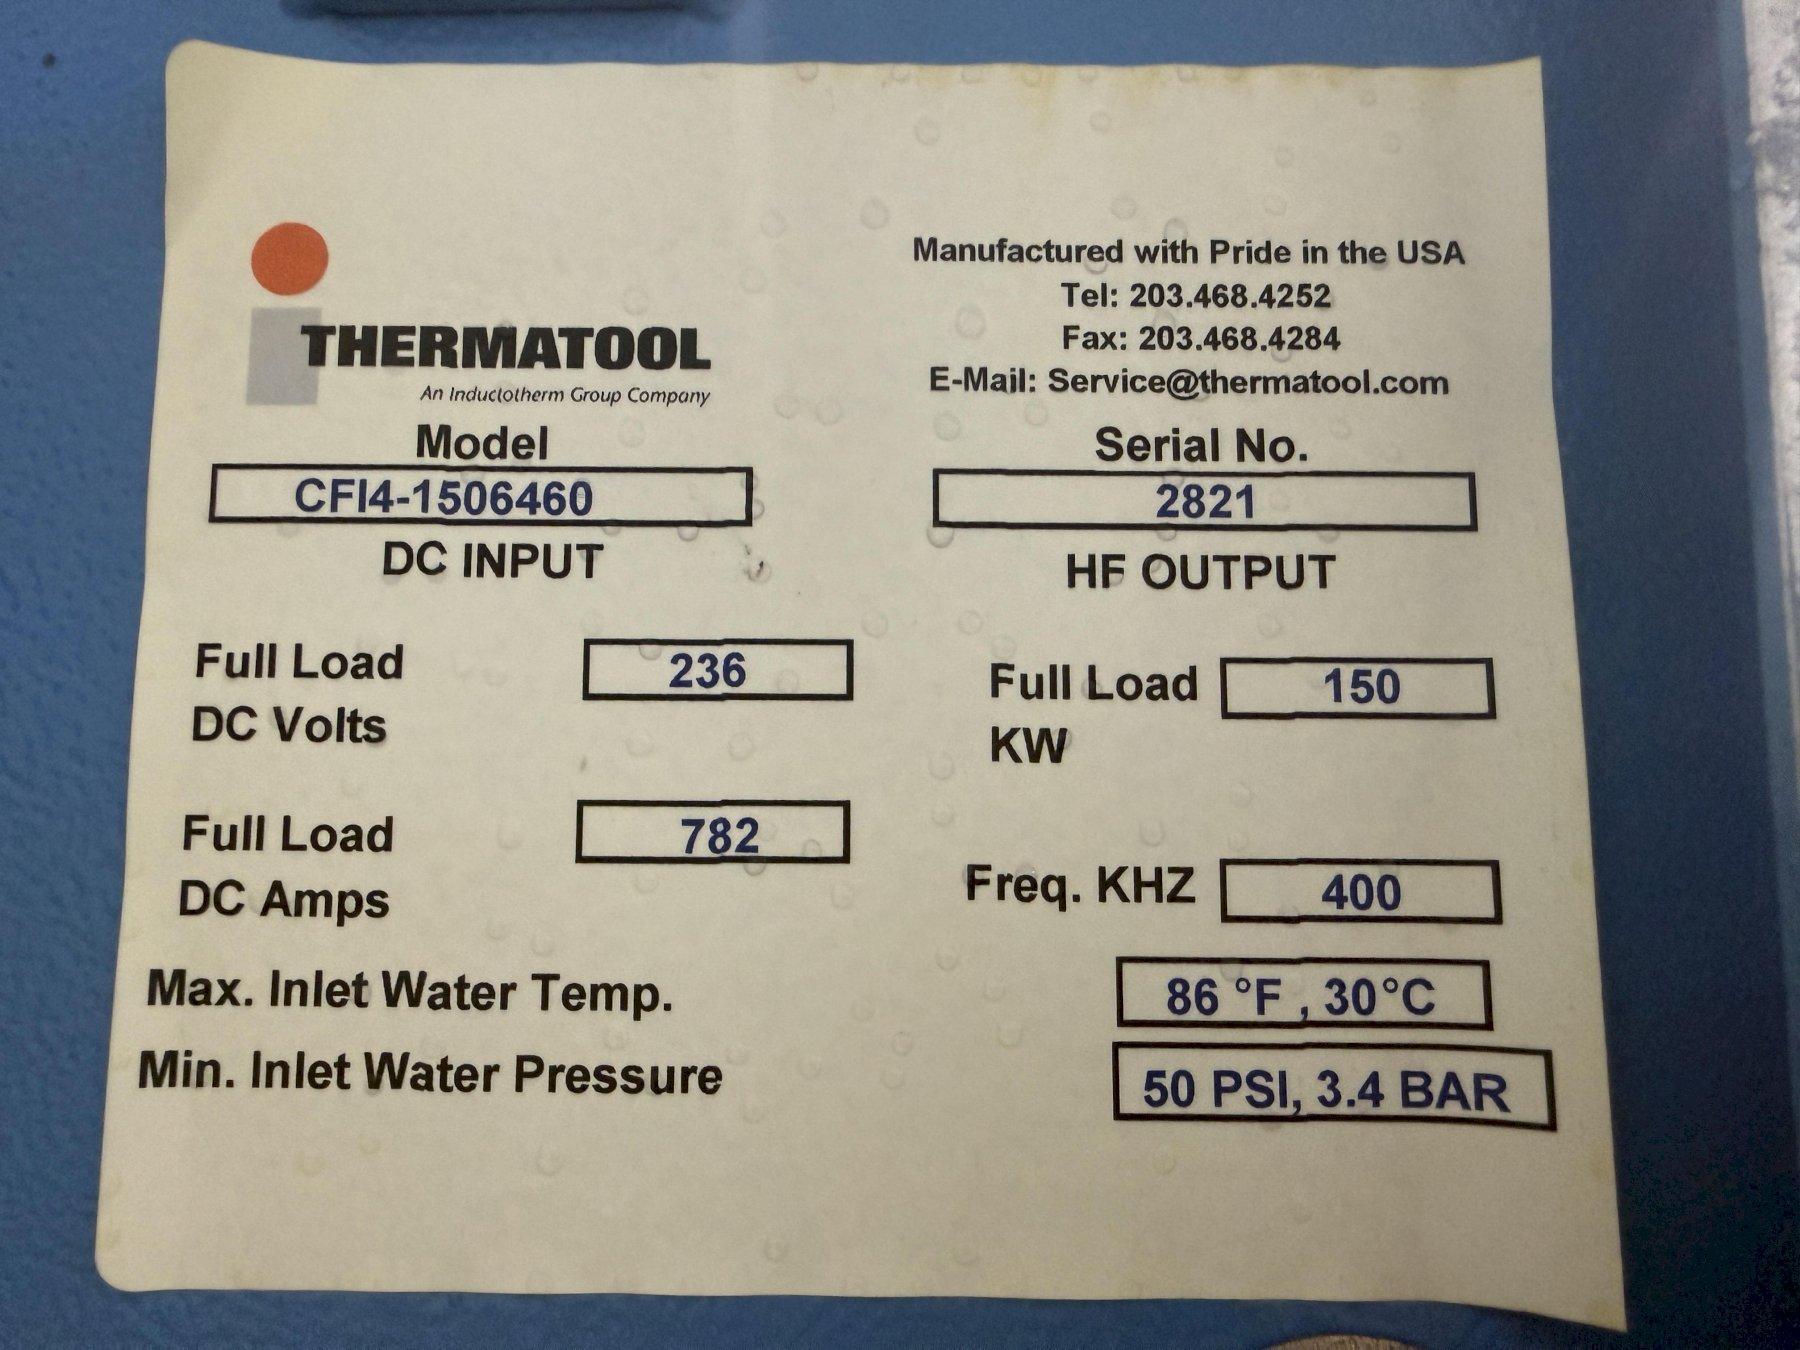 Manufactured with Pride in the USA
Tel: 203.468.4252
Fax: 203.468.4284
E-Mail: Service@thermatool.com
THERMATOOL
An Inductotherm Group Company
Model
CFI4-1506460
Serial No.
2821
DC INPUT
HF OUTPUT
Full Load
DC Volts
236
Full Load
KW
150
Full Load
DC Amps
782
Freq. KHZ
400
Max. Inlet Water Temp.
86 °F , 30°C
Min. Inlet Water Pressure
50 PSI, 3.4 BAR